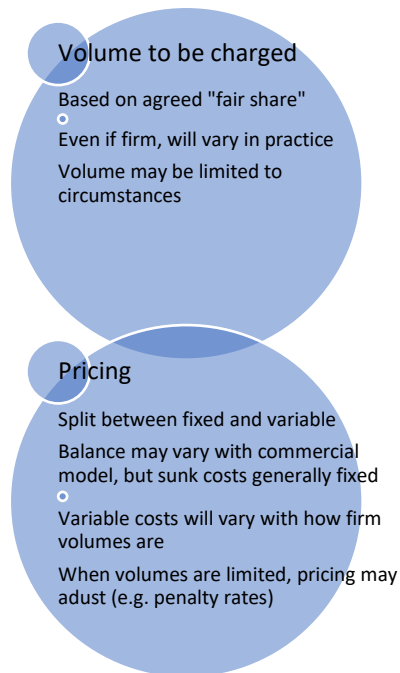 Volume to be charged
Based on agreed "fair share"
Even if firm, will vary in practice
Volume may be limited to
circumstances
Pricing
Split between fixed and variable
Balance may vary with commercial
model, but sunk costs generally fixed
Variable costs will vary with how firm
volumes are
When volumes are limited, pricing may
adust (e.g. penalty rates)